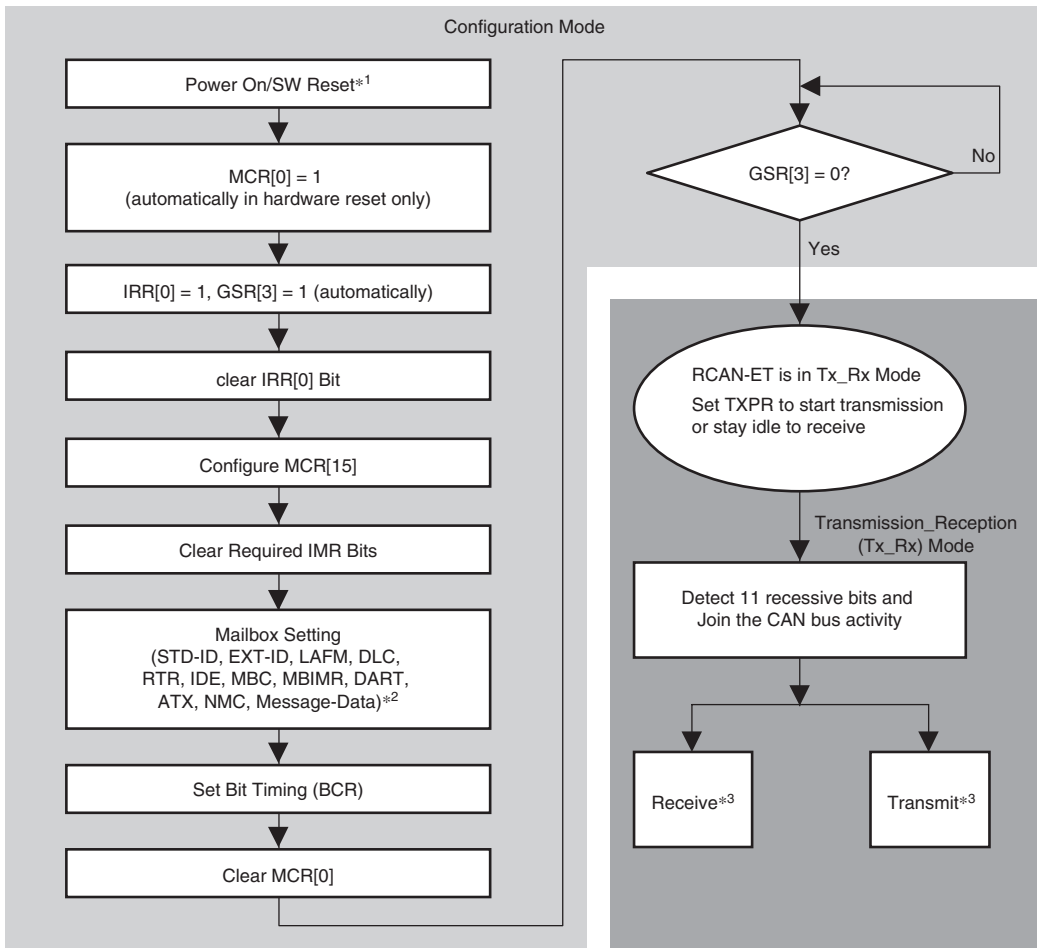 Configuration Mode
Power On/SW Reset*1
MCR[0] = 1
(automatically in hardware reset only)
IRR[0] = 1, GSR[3] = 1 (automatically)
clear IRR[0] Bit
Configure MCR[15]
Clear Required IMR Bits
Mailbox Setting
(STD-ID, EXT-ID, LAFM, DLC,
RTR, IDE, MBC, MBIMR, DART,
ATX, NMC, Message-Data)*2
Set Bit Timing (BCR)
Clear MCR[0]
GSR[3] = 0?
No
Yes
RCAN-ET is in Tx_Rx Mode
Set TXPR to start transmission
or stay idle to receive
Transmission_Reception
(Tx_Rx) Mode
Detect 11 recessive bits and
Join the CAN bus activity
Receive*3
Transmit*3